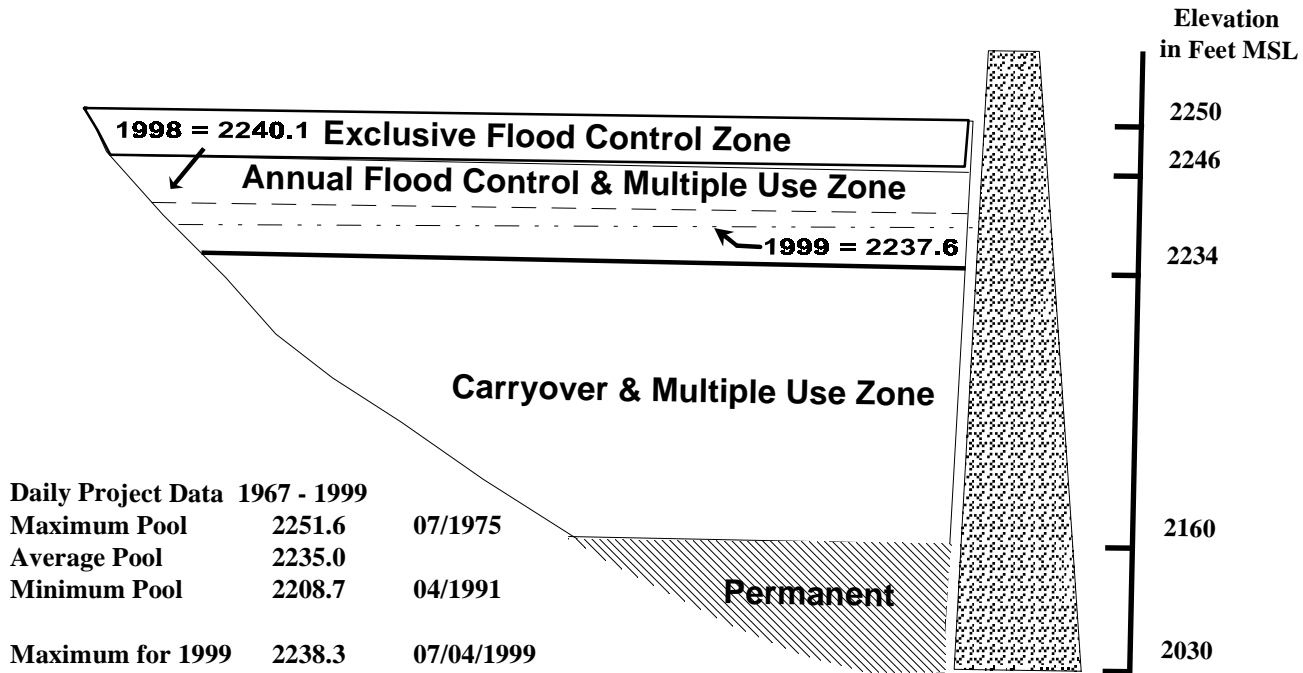 Elevation
in Feet MSL
2250
1998 = 2240.1 Exclusive Flood Control Zone
2246
Annual Flood Control & Multiple Use Zone
1999 = 2237.6
2234
Carryover & Multiple Use Zone
Daily Project Data 1967 - 1999
Maximum Pool 2251.6 07/1975
2160
Average Pool 2235.0
Minimum Pool 2208.7 04/1991
Permanent
Maximum for 1999 2238.3 07/04/1999
2030